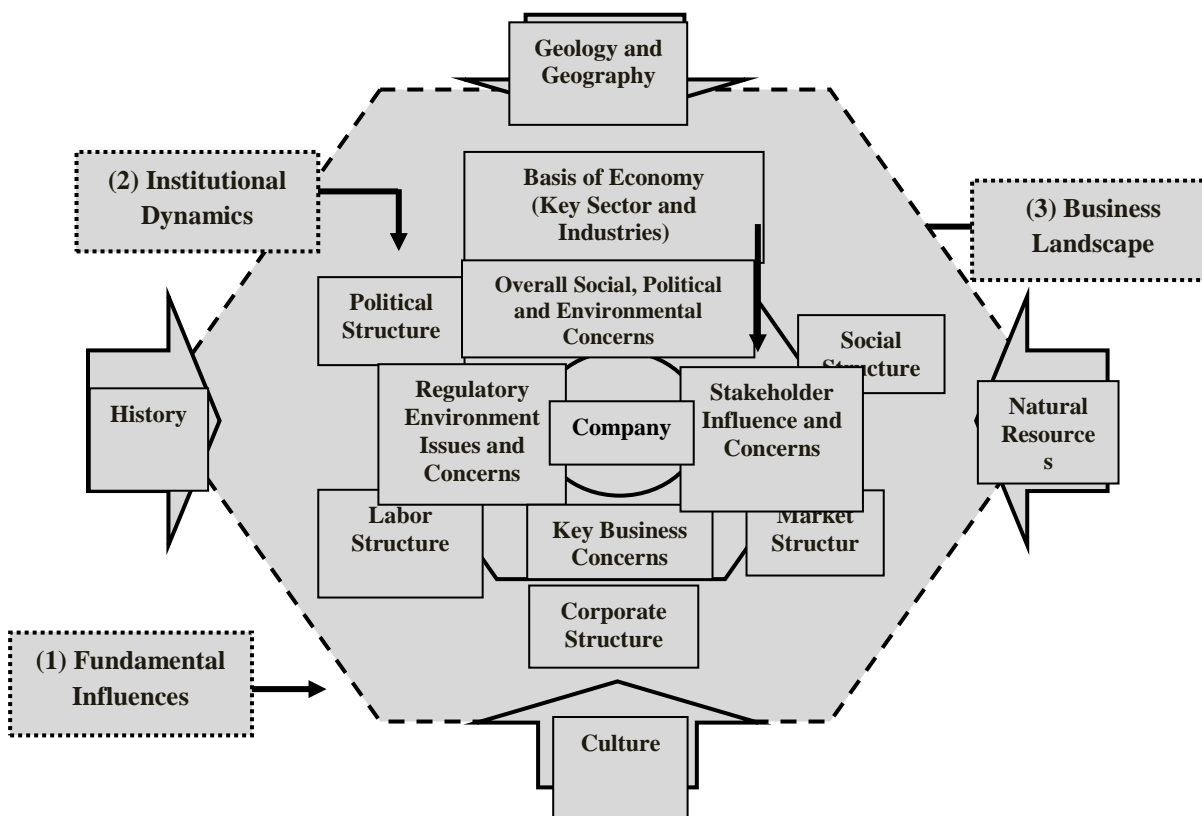 Geology and
Geography
(2) Institutional
Dynamics
Basis of Economy
(Key Sector and
Industries)
(3) Business
Landscape
Overall Social, Political
and Environmental
Concerns
Political
Structure
Social
Structure
History
Regulatory
Environment
Issues and
Concerns
Company
Stakeholder
Influence and
Concerns
Natural
Resource
s
Labor
Structure
Key Business
Concerns
Market
Structur
Corporate
Structure
(1) Fundamental
Influences
Culture